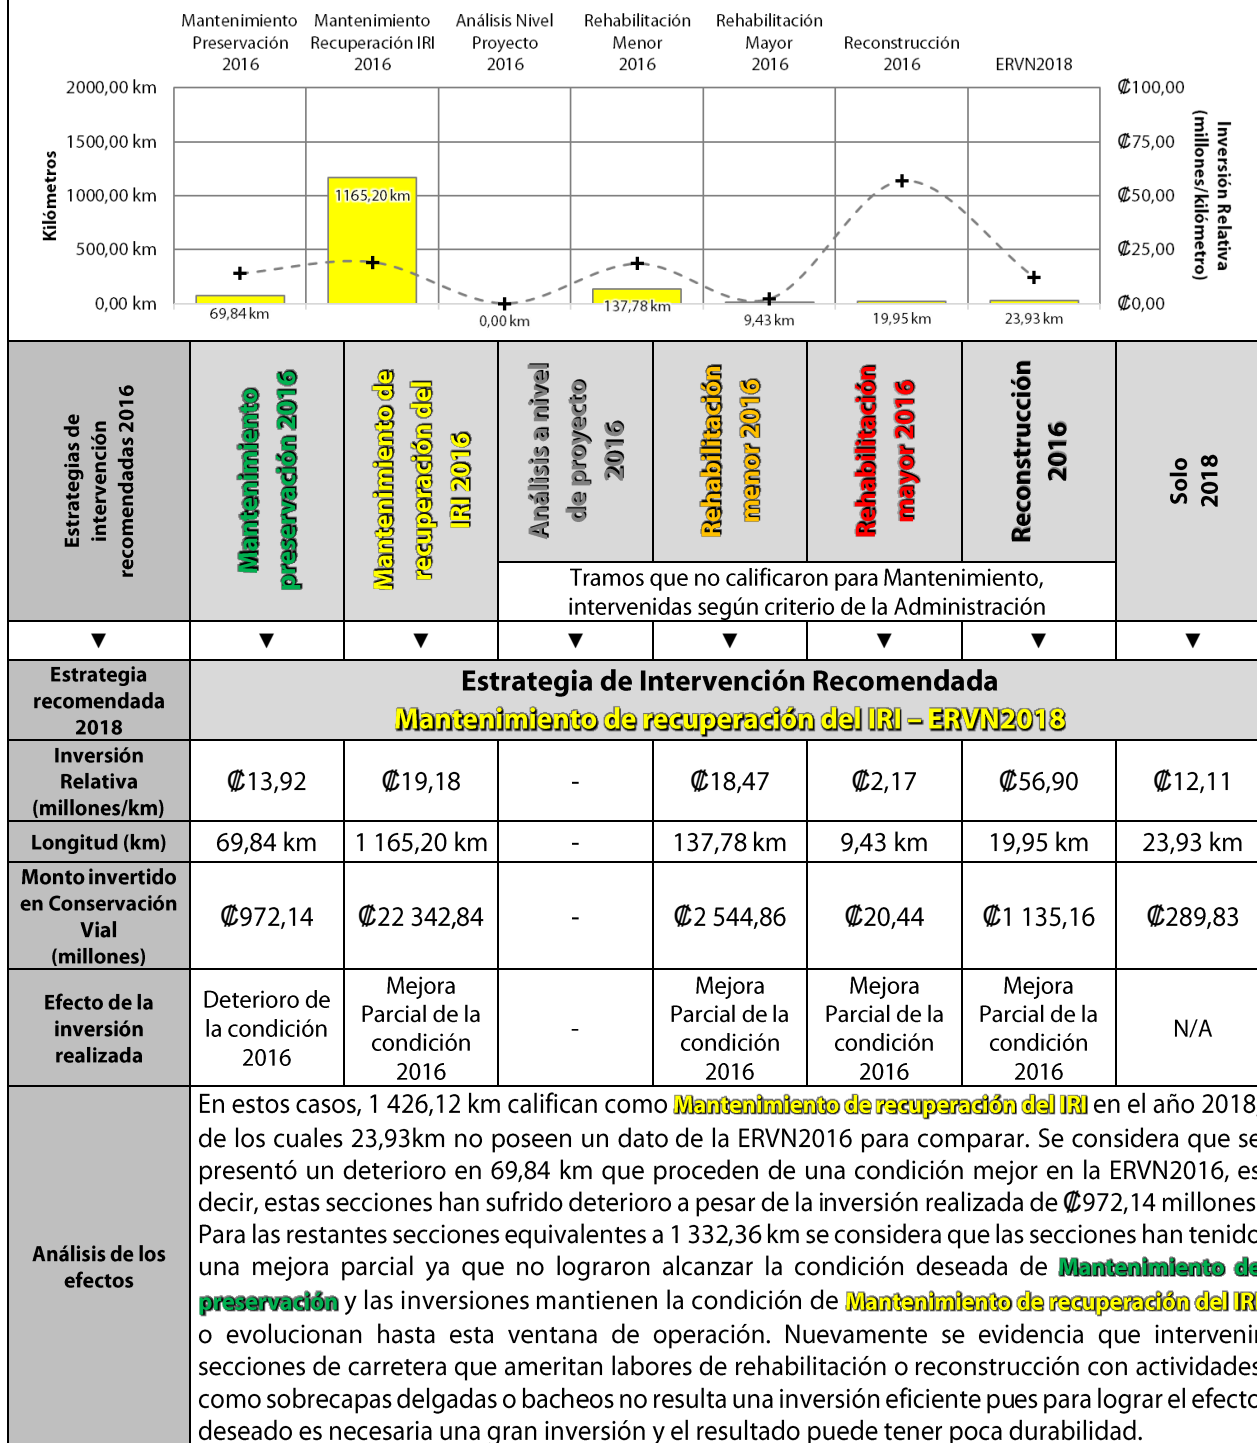 Mantenimiento Preservación 2016
Mantenimiento Recuperación IRI 2016
Análisis Nivel Proyecto 2016
Rehabilitación Menor 2016
Rehabilitación Mayor 2016
Reconstrucción 2016
ERVN2018
Kilómetros
2000,00 km
1500,00 km
1000,00 km
500,00 km
0,00 km
₡100,00
₡75,00
₡50,00
₡25,00
₡0,00
Inversión Relativa
(millones/kilómetro)
69,84 km
1165,20 km
0,00 km
137,78 km
9,43 km
19,95 km
23,93 km
Estrategias de
intervención
recomendadas 2016
Mantenimiento
preservación 2016
Mantenimiento de
recuperación del
IRI 2016
Análisis a nivel
de proyecto
2016
Rehabilitación
menor 2016
Rehabilitación
mayor 2016
Reconstrucción
2016
Solo
2018
Tramos que no calificaron para Mantenimiento,
intervenidas según criterio de la Administración
▼ ▼ ▼ ▼ ▼ ▼ ▼ ▼
Estrategia
recomendada
2018
Estrategia de Intervención Recomendada
Mantenimiento de recuperación del IRI – ERVN2018
Inversión
Relativa
(millones/km)
₡13,92 ₡19,18 - ₡18,47 ₡2,17 ₡56,90 ₡12,11
Longitud (km) 69,84 km 1 165,20 km - 137,78 km 9,43 km 19,95 km 23,93 km
Monto invertido
en Conservación
Vial
(millones)
₡972,14 ₡22 342,84 - ₡2 544,86 ₡20,44 ₡1 135,16 ₡289,83
Efecto de la
inversión
realizada
Deterioro de
la condición
2016
Mejora
Parcial de la
condición
2016
-
Mejora
Parcial de la
condición
2016
Mejora
Parcial de la
condición
2016
Mejora
Parcial de la
condición
2016
N/A
Análisis de los
efectos
En estos casos, 1 426,12 km califican como Mantenimiento de recuperación del IRI en el año 2018,
de los cuales 23,93km no poseen un dato de la ERVN2016 para comparar. Se considera que se
presentó un deterioro en 69,84 km que proceden de una condición mejor en la ERVN2016, es
decir, estas secciones han sufrido deterioro a pesar de la inversión realizada de ₡972,14 millones
Para las restantes secciones equivalentes a 1 332,36 km se considera que las secciones han tenido
una mejora parcial ya que no lograron alcanzar la condición deseada de Mantenimiento de
preservación y las inversiones mantienen la condición de Mantenimiento de recuperación del IRI
o evolucionan hasta esta ventana de operación. Nuevamente se evidencia que intervenir
secciones de carretera que ameritan labores de rehabilitación o reconstrucción con actividades
como sobrecapas delgadas o bacheos no resulta una inversión eficiente pues para lograr el efecto
deseado es necesaria una gran inversión y el resultado puede tener poca durabilidad.